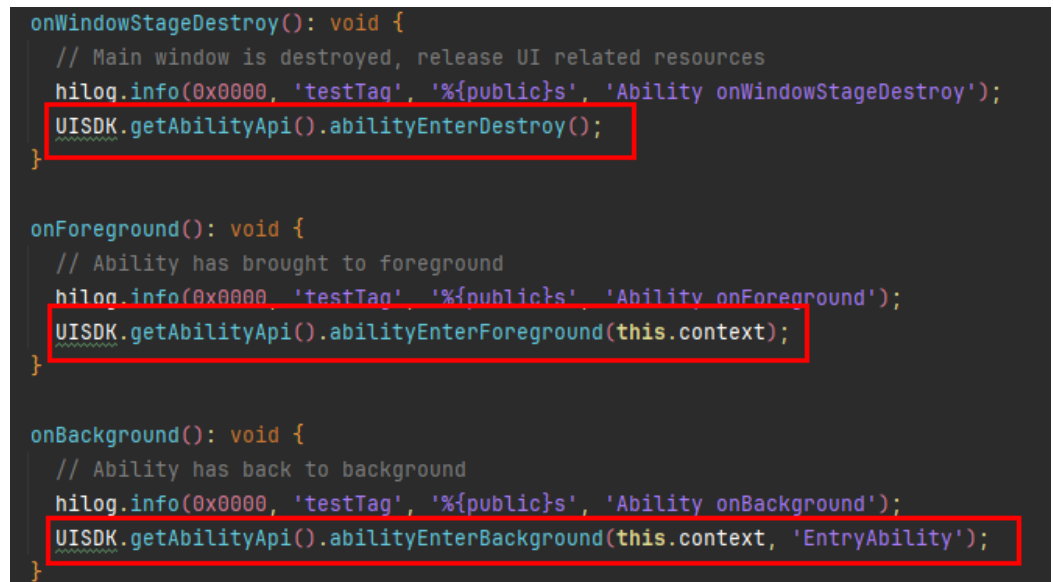 onWindowStageDestroy(): void {
// Main window is destroyed, release UI related resources
hilog.info(0x0000, 'testTag', '%{public}s', 'Ability onWindowStageDestroy');
UISDK.getAbilityApi().abilityEnterDestroy();
}
onForeground(): void {
// Ability has brought to foreground
hilog.info(0x0000, 'testTag', '%{public}s', 'Ability onForeground');
UISDK.getAbilityApi().abilityEnterForeground(this.context);
}
onBackground(): void {
// Ability has back to background
hilog.info(0x0000, 'testTag', '%{public}s', 'Ability onBackground');
UISDK.getAbilityApi().abilityEnterBackground(this.context, 'EntryAbility');
}